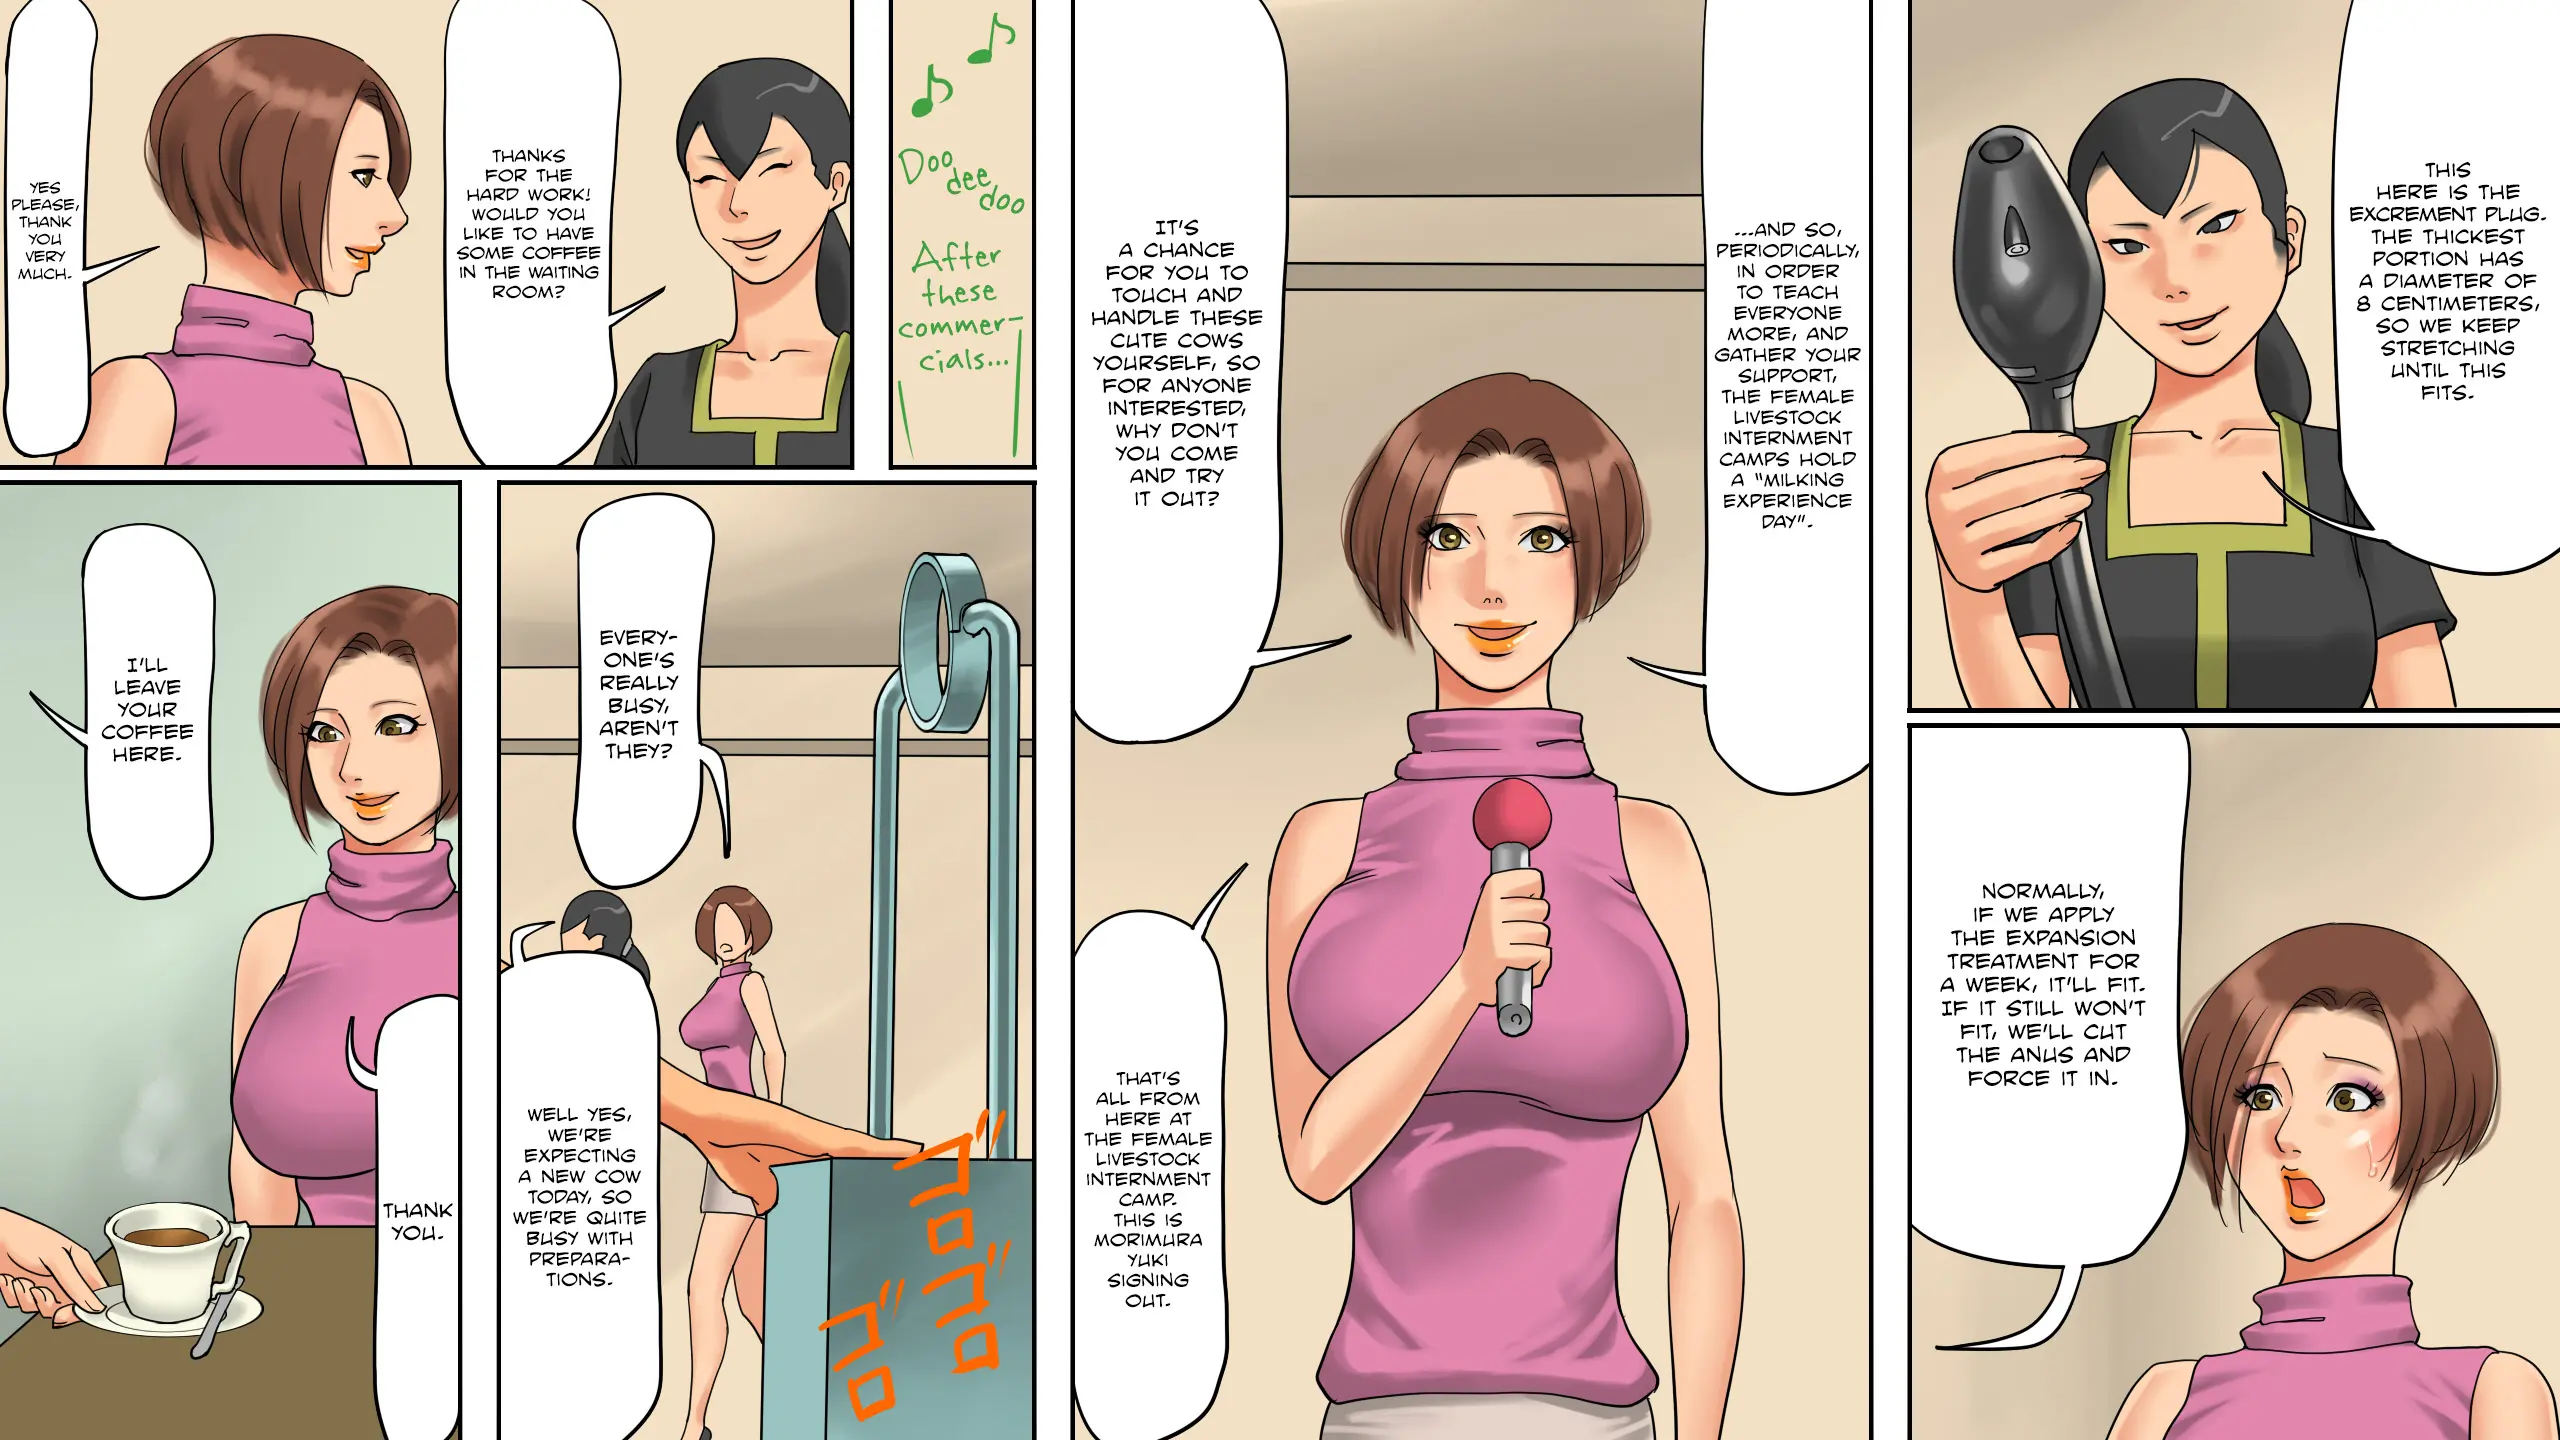 THIS
HERE IS THE
EXCREMENT PLUG.
THE THICKEST
PORTION HAS
A DIAMETER OF
8 CENTIMETERS,
SO WE KEEP
STRETCHING
UNTIL THIS
FITS.
NORMALLY,
IF WE APPLY
THE EXPANSION
TREATMENT FOR
A WEEK, IT'LL FIT.
IF IT STILL WON'T
FIT, WE'LL CUT
THE ANUS AND
FORCE IT IN.
...AND SO,
PERIODICALLY,
IN ORDER
TO TEACH
EVERYONE
MORE, AND
GATHER YOUR
SUPPORT,
THE FEMALE
LIVESTOCK
INTERNMENT
CAMPS HOLD
A "MILKING
EXPERIENCE
DAY".
IT'S
A CHANCE
FOR YOU TO
TOUCH AND
HANDLE THESE
CUTE COWS
YOURSELF, SO
FOR ANYONE
INTERESTED,
WHY DON'T
YOU COME
AND TRY
IT OUT?
THAT'S
ALL FROM
HERE AT
THE FEMALE
LIVESTOCK
INTERNMENT
CAMP.
THIS IS
MORIMURA
YUKI
SIGNING
OUT.
Doo
dee
doo
After
these
commer-
cials...
THANKS
FOR THE
HARD WORK!
WOULD YOU
LIKE TO HAVE
SOME COFFEE
IN THE WAITING
ROOM?
YES
PLEASE,
THANK
YOU
VERY
MUCH.
EVERY-
ONE'S
REALLY
BUSY,
AREN'T
THEY?
WELL YES,
WE'RE
EXPECTING
A NEW COW
TODAY, SO
WE'RE QUITE
BUSY WITH
PREPARA-
TIONS.
ゴロゴロ
ゴロ
I'LL
LEAVE
YOUR
COFFEE
HERE.
THANK
YOU.